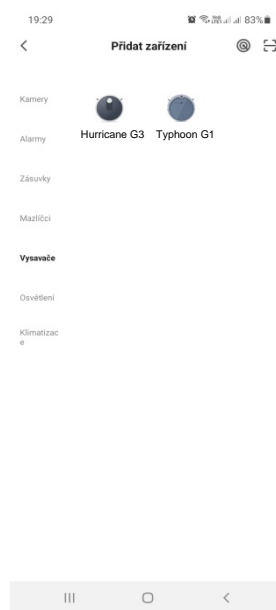 19:29
83%
Přidat zařízení
Kamery
Alarmy
Hurricane G3 Typhoon G1
Zásuvky
Mazlíčci
Vysavače
Osvětlení
Klimatizac
e